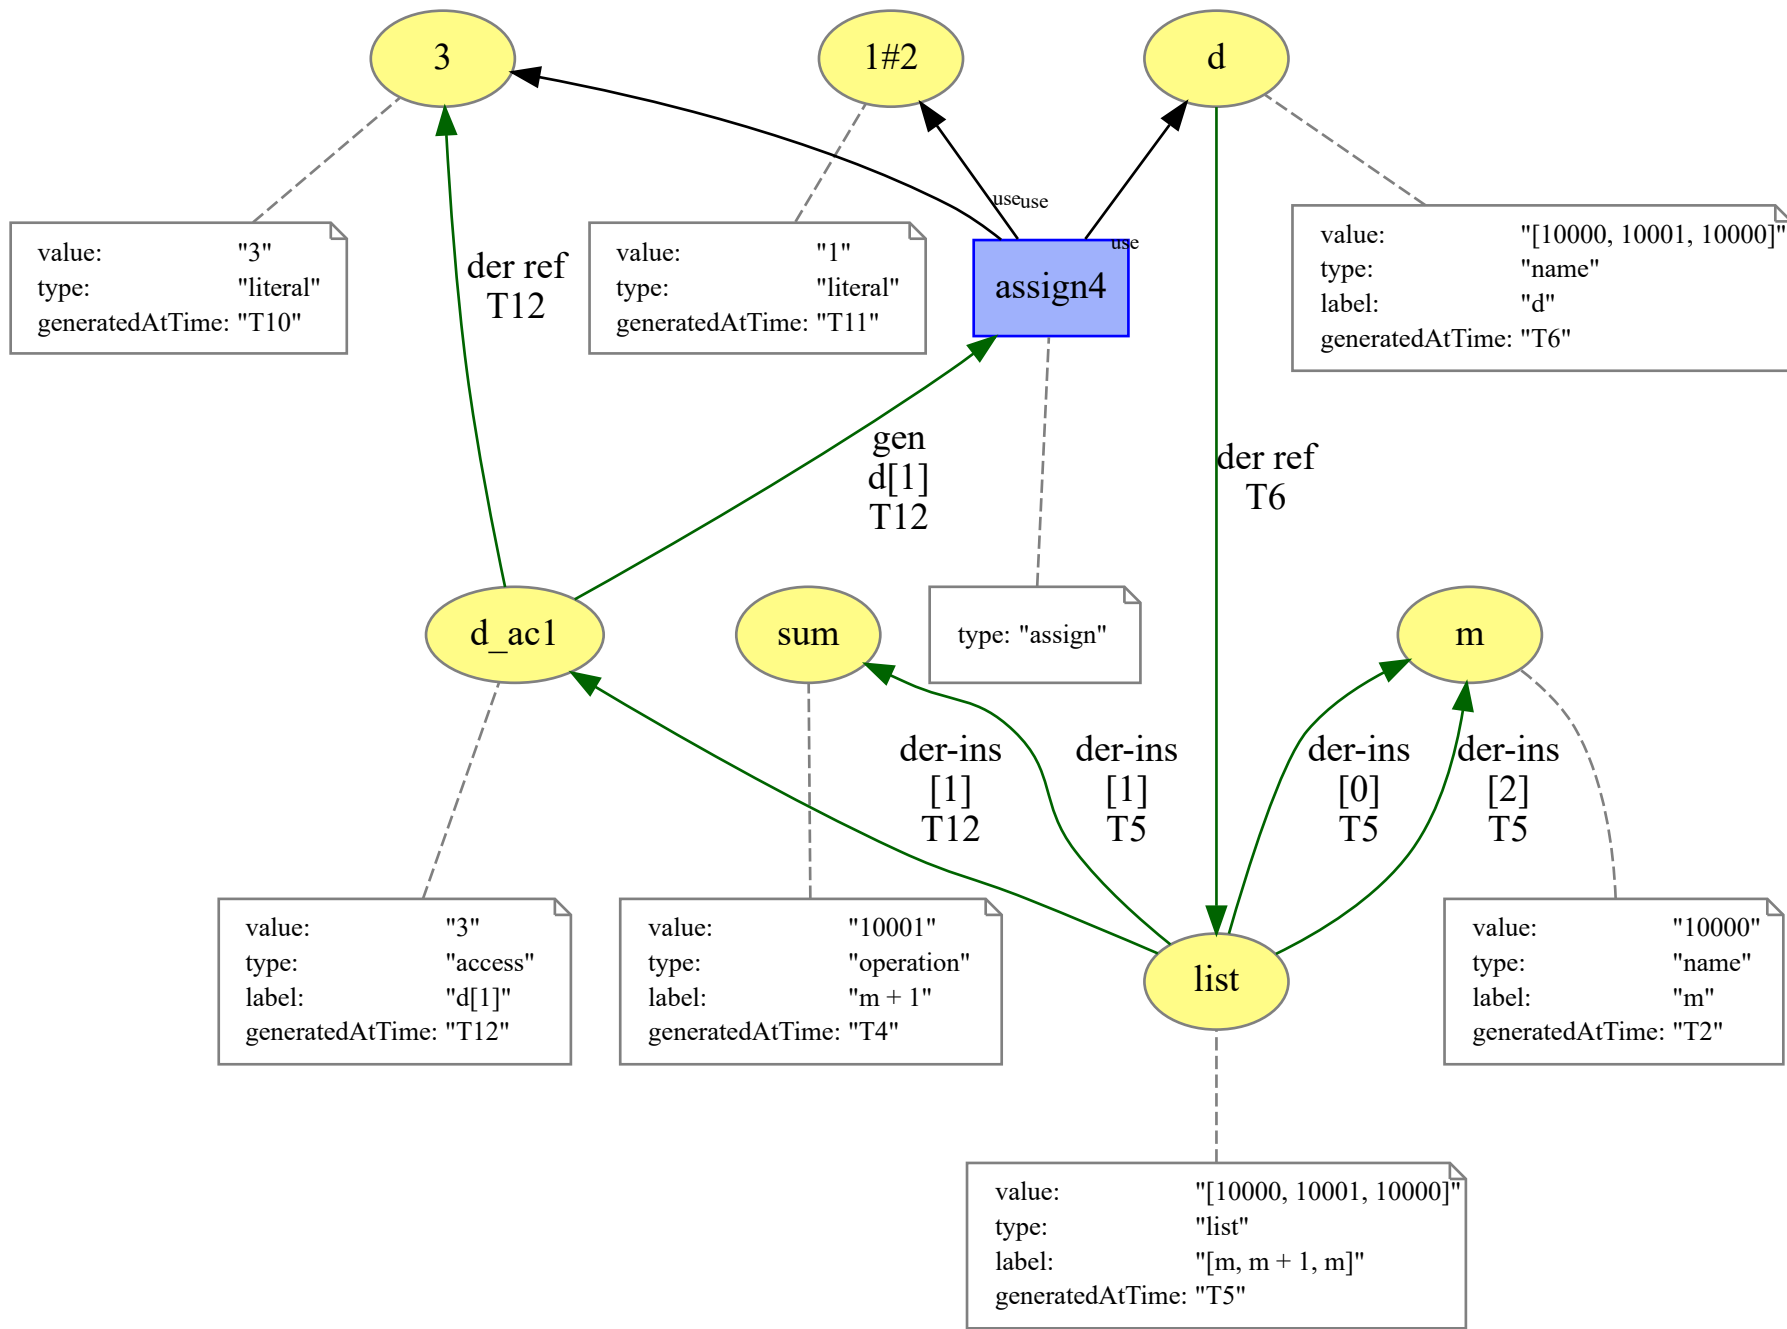 3
1#2
d
value: "3"
type: "literal"
generatedAtTime: "T10"
der ref
T12
value: "1"
type: "literal"
generatedAtTime: "T11"
use
use
use
assign4
value: "[10000, 10001, 10000]"
type: "name"
label: "d"
generatedAtTime: "T6"
gen
d[1]
T12
der ref
T6
d_ac1
sum
type: "assign"
m
der-ins
[1]
T12
der-ins
[1]
T5
der-ins
[0]
T5
der-ins
[2]
T5
value: "3"
type: "access"
label: "d[1]"
generatedAtTime: "T12"
value: "10001"
type: "operation"
label: "m + 1"
generatedAtTime: "T4"
list
value: "10000"
type: "name"
label: "m"
generatedAtTime: "T2"
value: "[10000, 10001, 10000]"
type: "list"
label: "[m, m + 1, m]"
generatedAtTime: "T5"